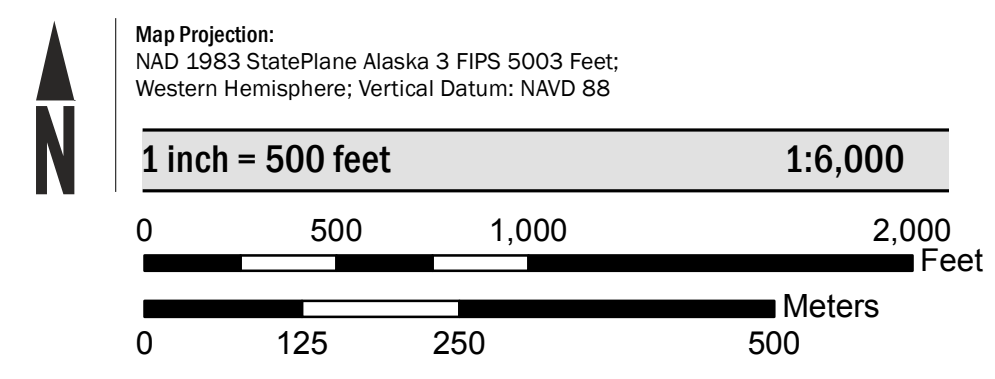 N
Map Projection:
NAD 1983 StatePlane Alaska 3 FIPS 5003 Feet;
Western Hemisphere; Vertical Datum: NAVD 88
1 inch = 500 feet 1:6,000
0 500 1,000 2,000
Feet
Meters
0 125 250 500